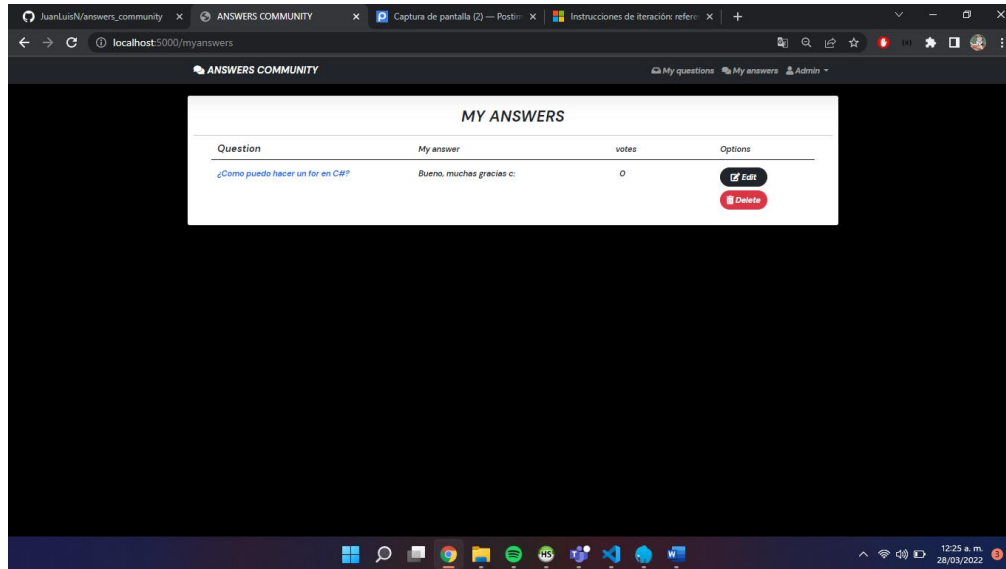 JuanLuisN/answers_community
ANSWERS COMMUNITY
Captura de pantalla (2) — Postim
Instrucciones de iteración: refere
localhost:5000/myanswers
ANSWERS COMMUNITY
My questions My answers Admin
MY ANSWERS
Question My answer votes Options
¿Como puedo hacer un for en C#? Bueno, muchas gracias c: 0 Edit
Delete
12:25 a. m.
28/03/2022
3